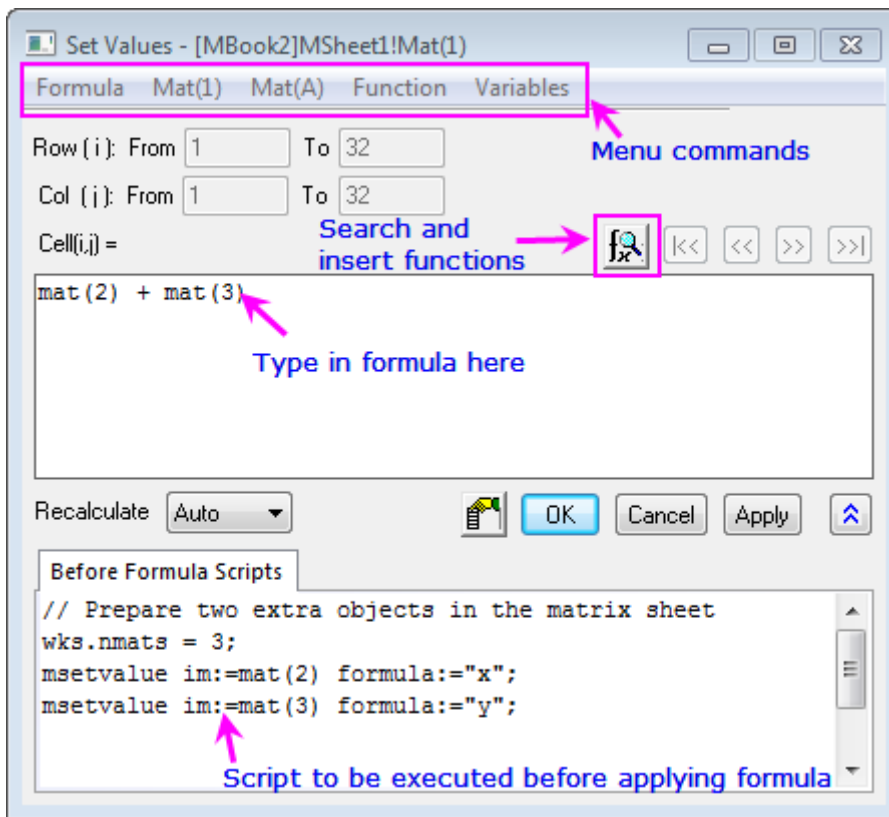 Set Values - [MBook2]MSheet1!Mat(1)
Formula Mat(1) Mat(A) Function Variables
Row ( i ): From 1 To 32
Menu commands
Col ( j ): From 1 To 32
Search and
insert functions
Cell(i,j) =
fx |<< << >> >>|
mat(2) + mat(3)
Type in formula here
Recalculate Auto OK Cancel Apply
Before Formula Scripts
// Prepare two extra objects in the matrix sheet
wks.nmats = 3;
msetvalue im:=mat(2) formula:="x";
msetvalue im:=mat(3) formula:="y";
Script to be executed before applying formula